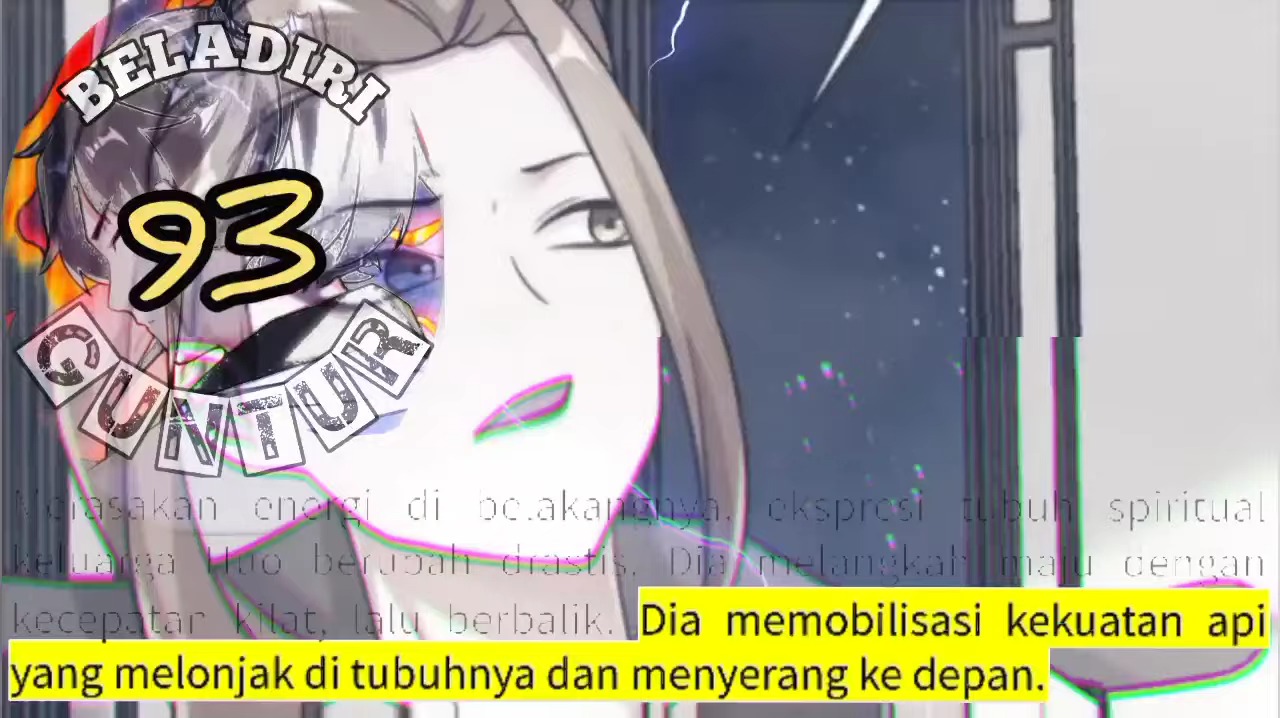 BELADIRI
93
GUNTUR
Merasakan energi di belakangnya, ekspresi tubuh spiritual
keluarga Huo berubah drastis. Dia melangkah maju dengan
kecepatan kilat, lalu berbalik. Dia memobilisasi kekuatan api
yang melonjak di tubuhnya dan menyerang ke depan.